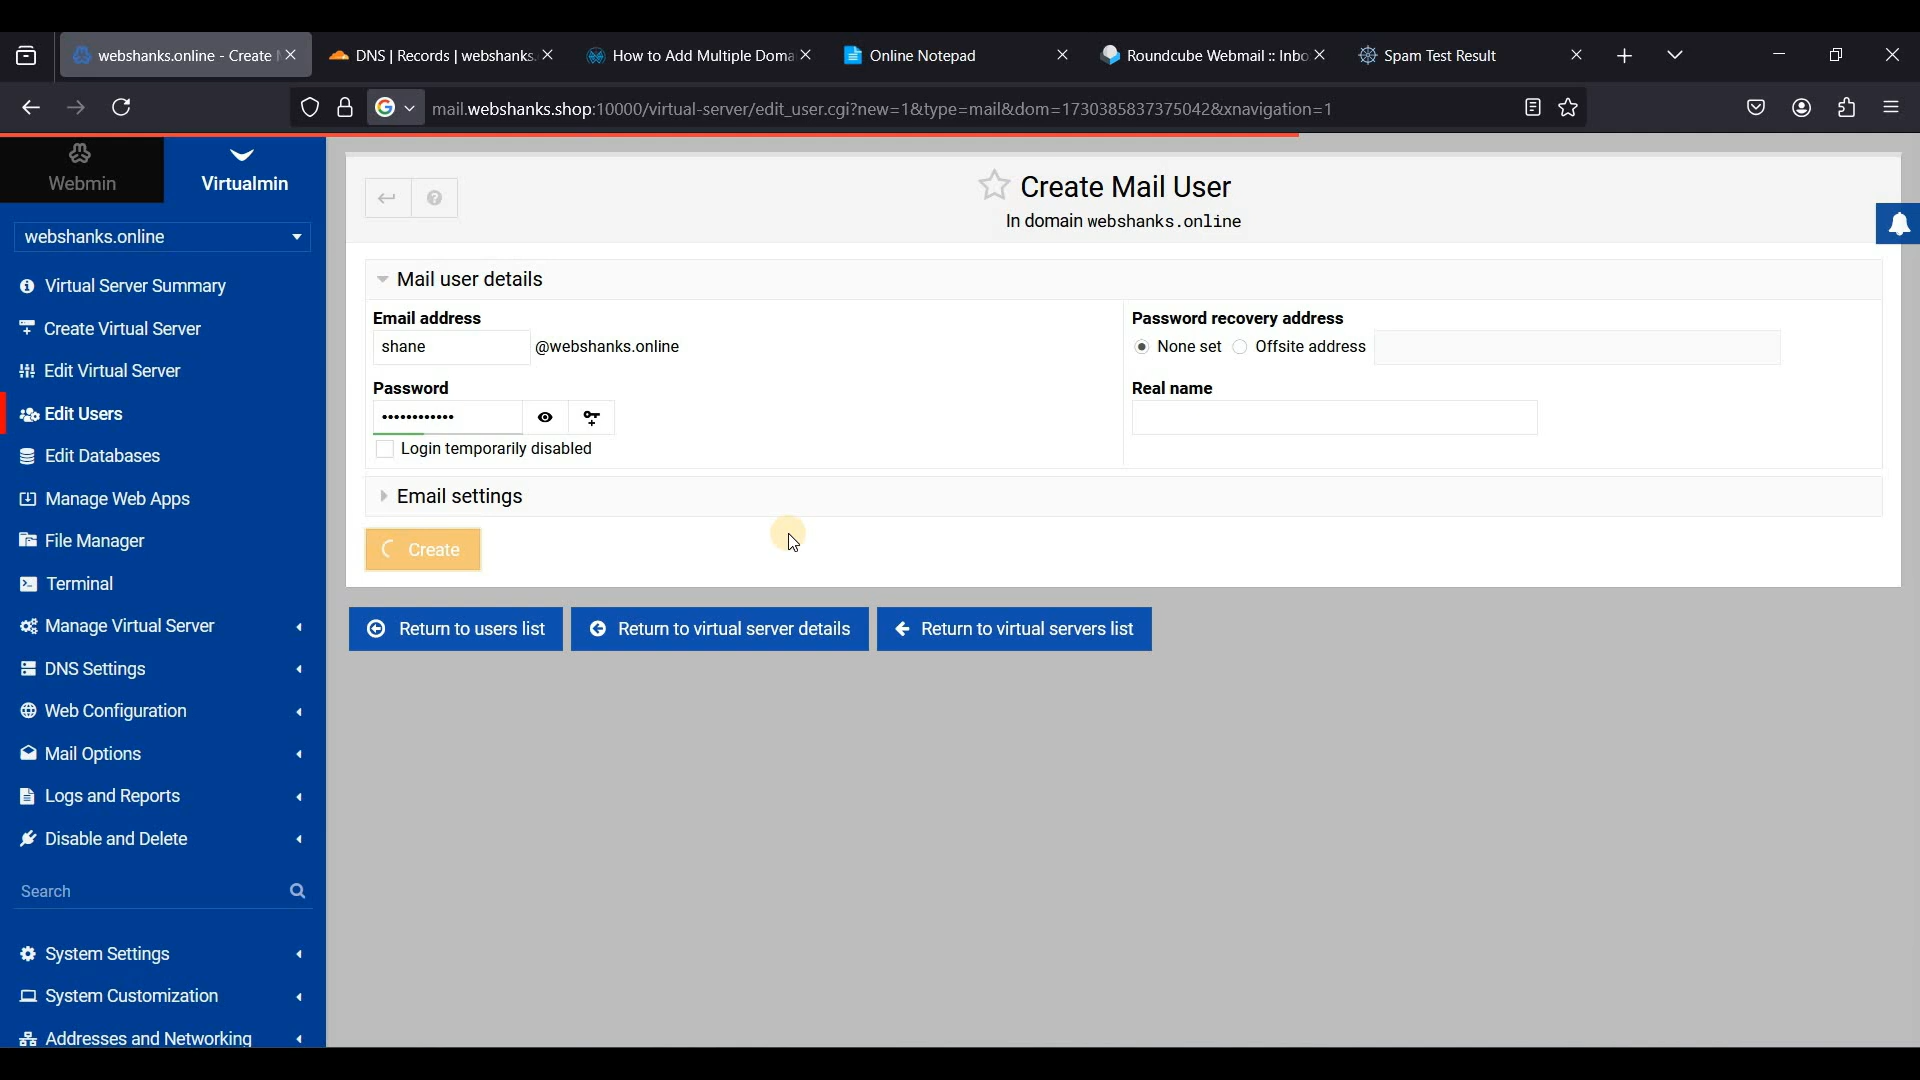 webshanks.online - Create
DNS | Records | webshanks.
How to Add Multiple Doma
Online Notepad
Roundcube Webmail :: Inbo
Spam Test Result
mail.webshanks.shop:10000/virtual-server/edit_user.cgi?new=1&type=mail&dom=1730385837375042&xnavigation=1
Webmin
Virtualmin
webshanks.online
Virtual Server Summary
Create Virtual Server
Edit Virtual Server
Edit Users
Edit Databases
Manage Web Apps
File Manager
Terminal
Manage Virtual Server
DNS Settings
Web Configuration
Mail Options
Logs and Reports
Disable and Delete
Search
System Settings
System Customization
Addresses and Networking
Create Mail User
In domain webshanks.online
Mail user details
Email address
shane @webshanks.online
Password
••••••••••••
Login temporarily disabled
Password recovery address
None set Offsite address
Real name
Email settings
Create
Return to users list
Return to virtual server details
Return to virtual servers list